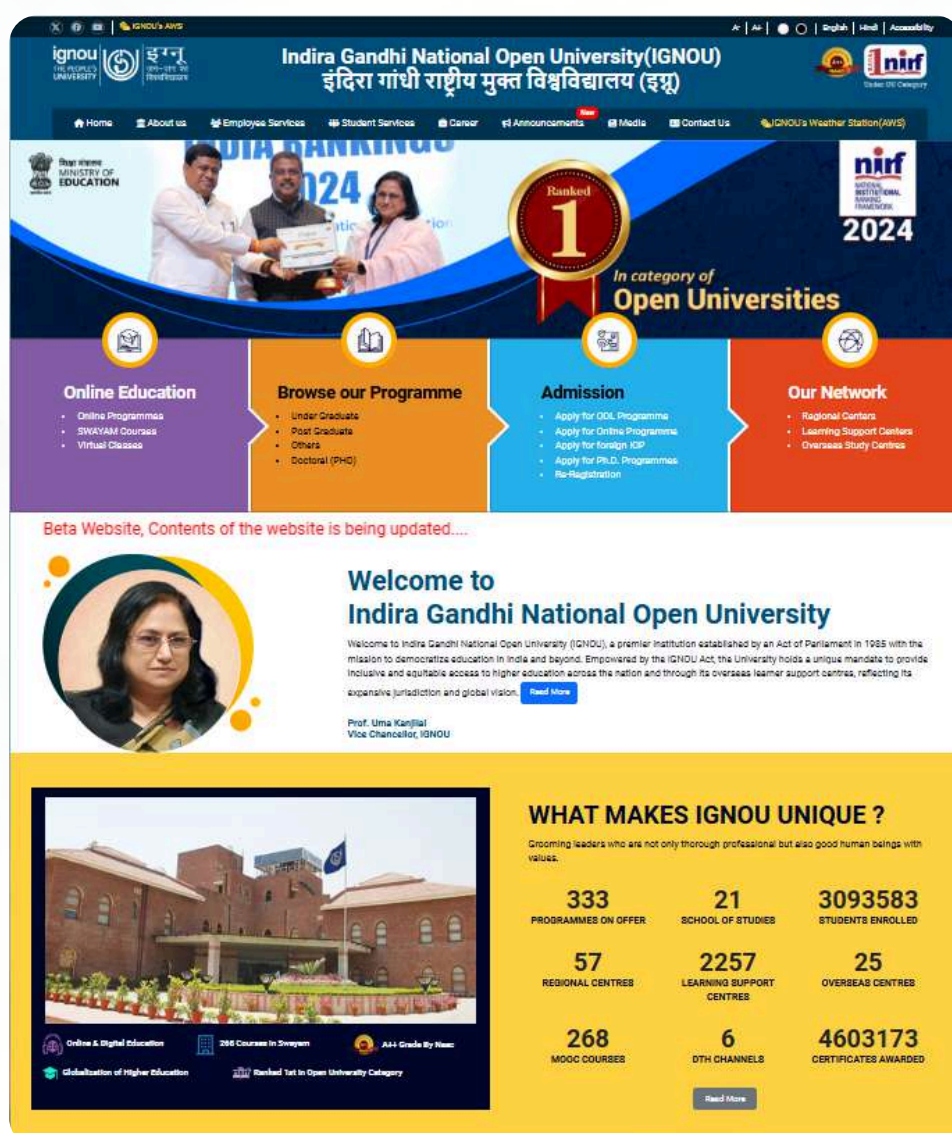 IGNOU's AWS
A- | A+ | English | Hindi | Accessibility
ignou
THE PEOPLE'S
UNIVERSITY
इग्नू
जन-जन का
विश्वविद्यालय
Indira Gandhi National Open University(IGNOU)
इंदिरा गांधी राष्ट्रीय मुक्त विश्वविद्यालय (इग्नू)
1 nirf
Under OU Category
New
Home About us Employee Services Student Services Career Announcements Media Contact Us IGNOU's Weather Station(AWS)
शिक्षा मंत्रालय
MINISTRY OF
EDUCATION
INDIA RANKINGS
2024
Ranked
1
In category of
Open Universities
nirf
NATIONAL
INSTITUTIONAL
RANKING
FRAMEWORK
2024
Online Education
• Online Programmes
• SWAYAM Courses
• Virtual Classes
Browse our Programme
• Under Graduate
• Post Graduate
• Others
• Doctoral (PHD)
Admission
• Apply for ODL Programme
• Apply for Online Programme
• Apply for foreign IOP
• Apply for Ph.D. Programmes
• Re-Registration
Our Network
• Regional Centers
• Learning Support Centers
• Overseas Study Centres
Beta Website, Contents of the website is being updated....
Welcome to
Indira Gandhi National Open University
Welcome to Indira Gandhi National Open University (IGNOU), a premier institution established by an Act of Parliament in 1985 with the
mission to democratize education in India and beyond. Empowered by the IGNOU Act, the University holds a unique mandate to provide
inclusive and equitable access to higher education across the nation and through its overseas learner support centres, reflecting its
expansive jurisdiction and global vision. Read More
Prof. Uma Kanjilal
Vice Chancellor, IGNOU
Online & Digital Education
266 Courses in Swayam
A++ Grade By Naac
Globalization of Higher Education
Ranked 1st in Open University Category
WHAT MAKES IGNOU UNIQUE ?
Grooming leaders who are not only thorough professional but also good human beings with
values.
333
PROGRAMMES ON OFFER
21
SCHOOL OF STUDIES
3093583
STUDENTS ENROLLED
57
REGIONAL CENTRES
2257
LEARNING SUPPORT
CENTRES
25
OVERSEAS CENTRES
268
MOOC COURSES
6
DTH CHANNELS
4603173
CERTIFICATES AWARDED
Read More